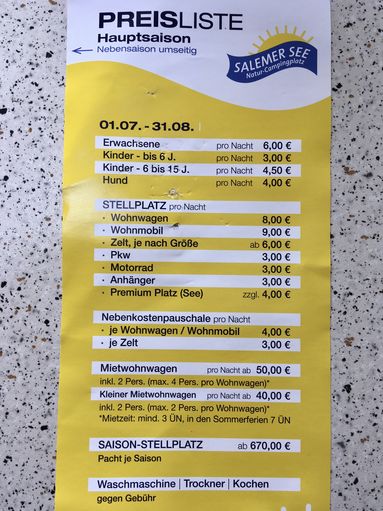 PREISLISTE
Hauptsaison
Nebensaison umseitig
SALEMER SEE
Natur-Campingplatz
01.07. - 31.08.
Erwachsene pro Nacht 6,00 €
Kinder - bis 6 J. pro Nacht 3,00 €
Kinder - 6 bis 15 J. pro Nacht 4,50 €
Hund pro Nacht 4,00 €
STELLPLATZ pro Nacht
· Wohnwagen 8,00 €
· Wohnmobil 9,00 €
· Zelt, je nach Größe ab 6,00 €
· Pkw 3,00 €
· Motorrad 3,00 €
· Anhänger 3,00 €
· Premium Platz (See) zzgl. 4,00 €
Nebenkostenpauschale pro Nacht
· je Wohnwagen / Wohnmobil 4,00 €
· je Zelt 3,00 €
Mietwohnwagen pro Nacht ab 50,00 €
inkl. 2 Pers. (max. 4 Pers. pro Wohnwagen)*
Kleiner Mietwohnwagen pro Nacht ab 40,00 €
inkl. 2 Pers. (max. 2 Pers. pro Wohnwagen)*
*Mietzeit: mind. 3 ÜN, in den Sommerferien 7 ÜN
SAISON-STELLPLATZ ab 670,00 €
Pacht je Saison
Waschmaschine | Trockner | Kochen
gegen Gebühr